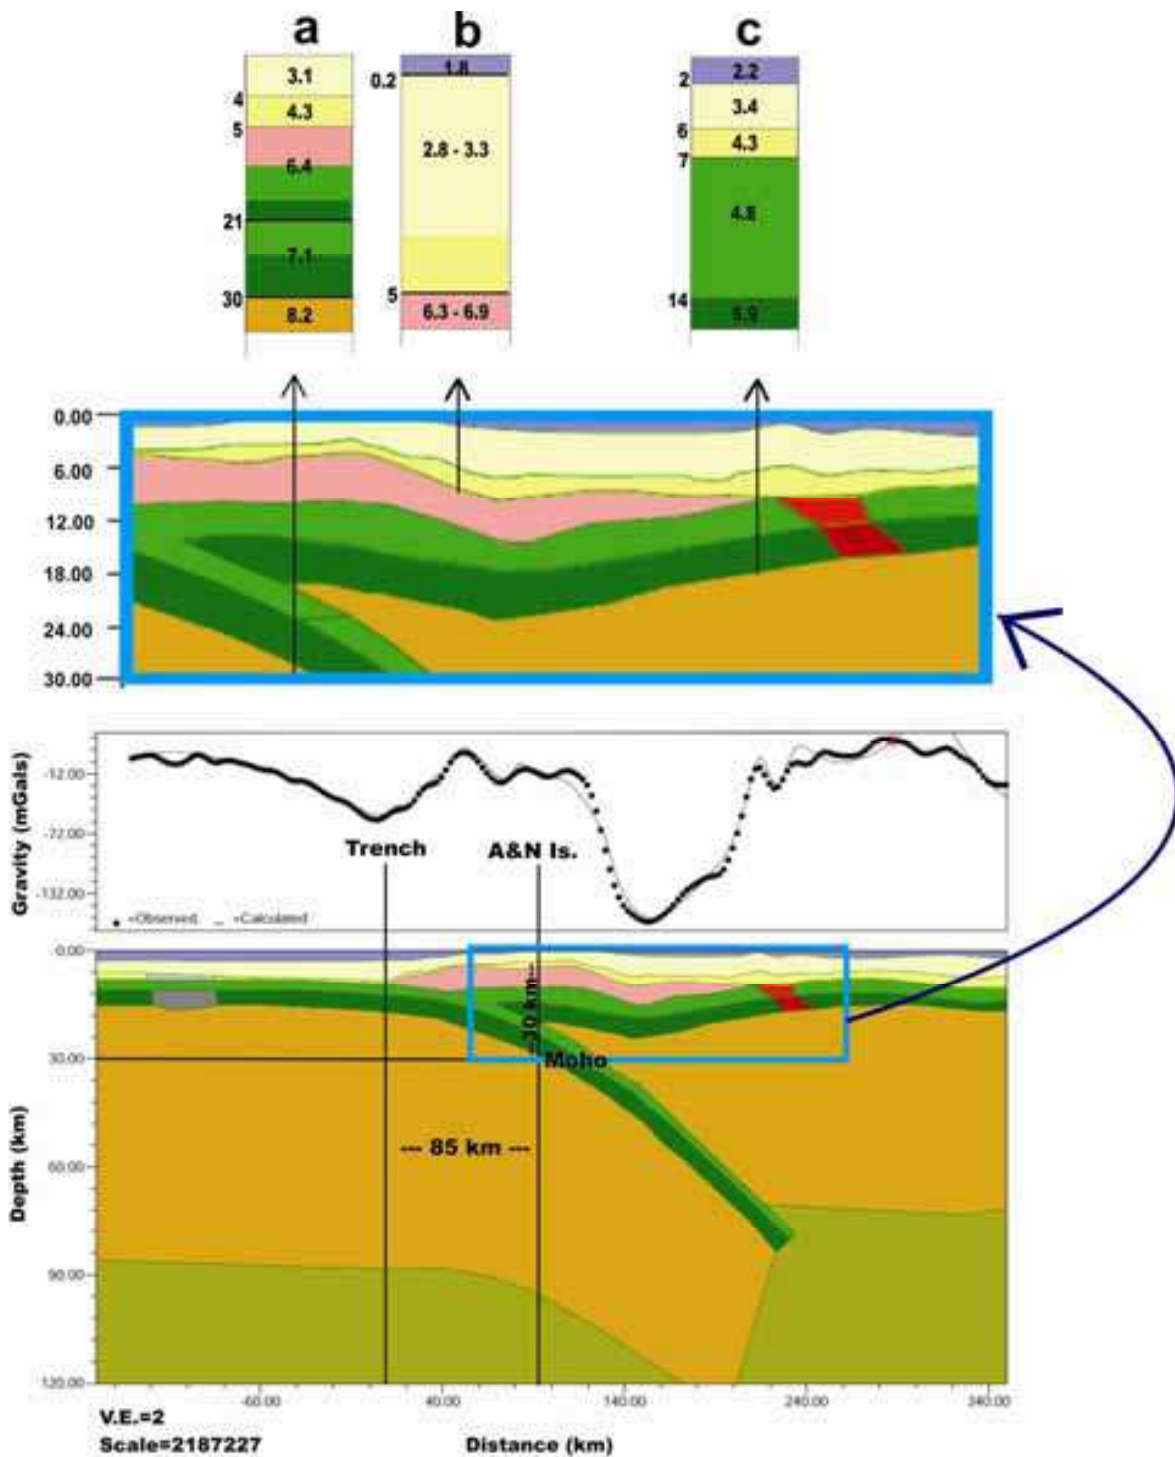 a b c
3.1
4
4.3
5
6.4
21
7.1
30
8.2
1.8
0.2
2.8 - 3.3
5
6.3 - 6.9
2.2
2
3.4
6
4.3
7
4.8
14
6.9
0.00
6.00
12.00
18.00
24.00
30.00
Gravity (mGals)
-12.00
-72.00
-132.00
Trench
A&N Is.
=Observed, =Calculated
Depth (km)
0.00
30.00
60.00
90.00
120.00
--30 km--
Moho
--- 85 km ---
-60.00 40.00 140.00 240.00 340.00
V.E.=2
Scale=2187227
Distance (km)